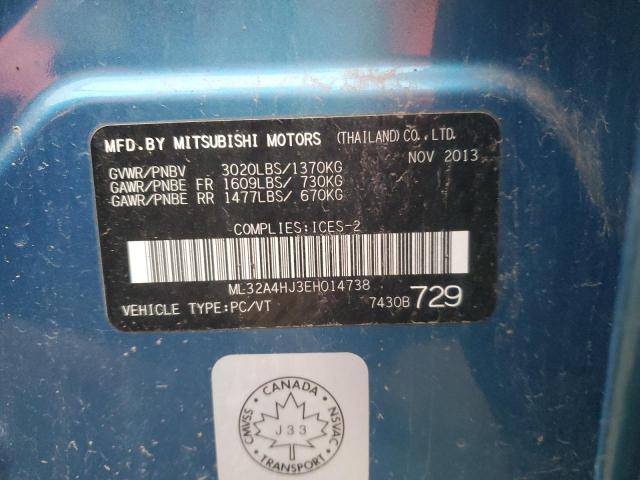 MFD.BY MITSUBISHI MOTORS (THAILAND)CO.,LTD.
NOV 2013
GVWR/PNBV 3020LBS/1370KG
GAWR/PNBE FR 1609LBS/ 730KG
GAWR/PNBE RR 1477LBS/ 670KG
COMPLIES:ICES-2
ML32A4HJ3EH014738
VEHICLE TYPE:PC/VT 7430B 729
CANADA
CMVSS J33 NSVAC
TRANSPORT